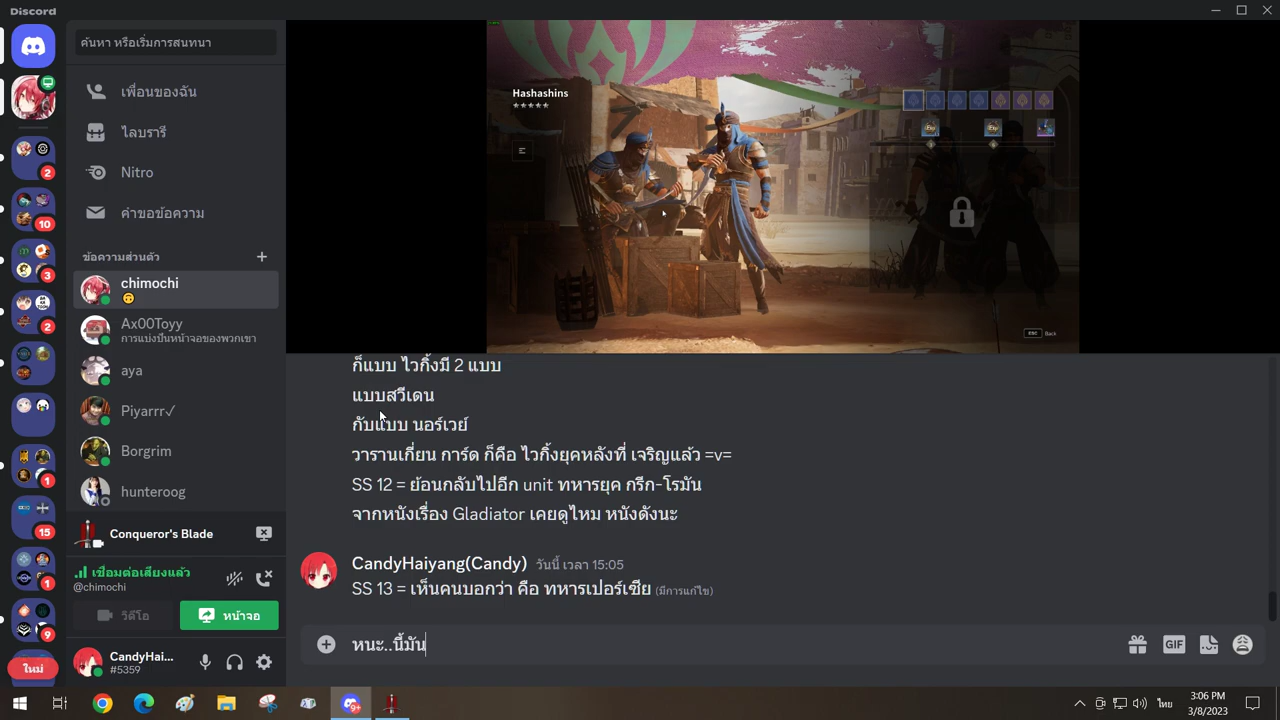 Discord
ค้นหา หรือเริ่มการสนทนา
เพื่อนของฉัน
ไลบรารี
Nitro
คำขอข้อความ
ข้อความส่วนตัว
chimochi
Ax00Toyy
การแบ่งปันหน้าจอของพวกเขา
aya
Piyarrr✓
Borgrim
hunteroog
Conqueror's Blade
เชื่อมต่อเสียงแล้ว
@chimochi
วิดีโอ
หน้าจอ
CandyHai...
#5359
2
10
3
2
1
15
1
9
ใหม่
Hashashins
ESC Back
ก็แบบ ไวกิ้งมี 2 แบบ
แบบสวีเดน
กับแบบ นอร์เวย์
วารานเกี่ยน การ์ด ก็คือ ไวกิ้งยุคหลังที่ เจริญแล้ว =v=
SS 12 = ย้อนกลับไปอีก unit ทหารยุค กรีก-โรมัน
จากหนังเรื่อง Gladiator เคยดูไหม หนังดังนะ
CandyHaiyang(Candy) วันนี้ เวลา 15:05
SS 13 = เห็นคนบอกว่า คือ ทหารเปอร์เซีย (มีการแก้ไข)
หนะ..นี้มัน
GIF
9+
ไทย
3:06 PM
3/8/2023